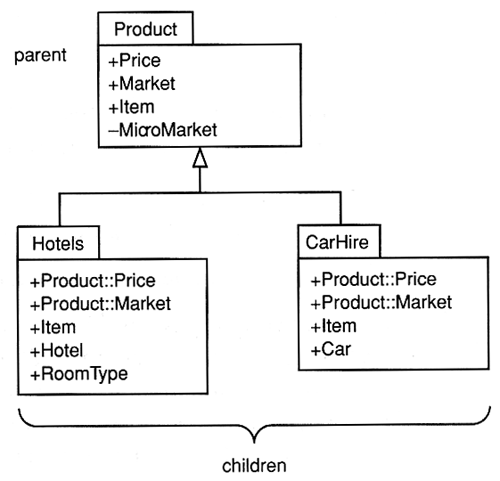 Product
parent
+Price
+Market
+Item
–MicroMarket
Hotels
+Product::Price
+Product::Market
+Item
+Hotel
+RoomType
CarHire
+Product::Price
+Product::Market
+Item
+Car
children